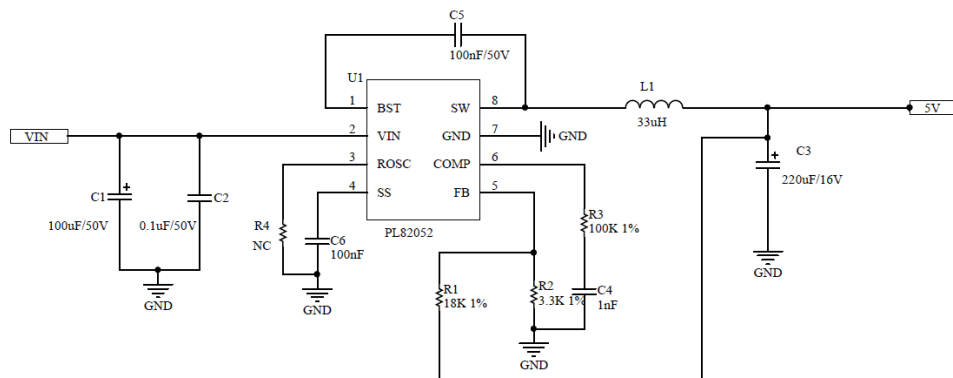 C5
100nF/50V
U1
1 BST SW 8
2 VIN GND 7
3 ROSC COMP 6
4 SS FB 5
PL82052
L1
33uH
5V
VIN
GND
C3
220uF/16V
GND
C1
100uF/50V
C2
0.1uF/50V
GND
R4
NC
C6
100nF
GND
R3
100K 1%
R1
18K 1%
R2
3.3K 1%
C4
1nF
GND